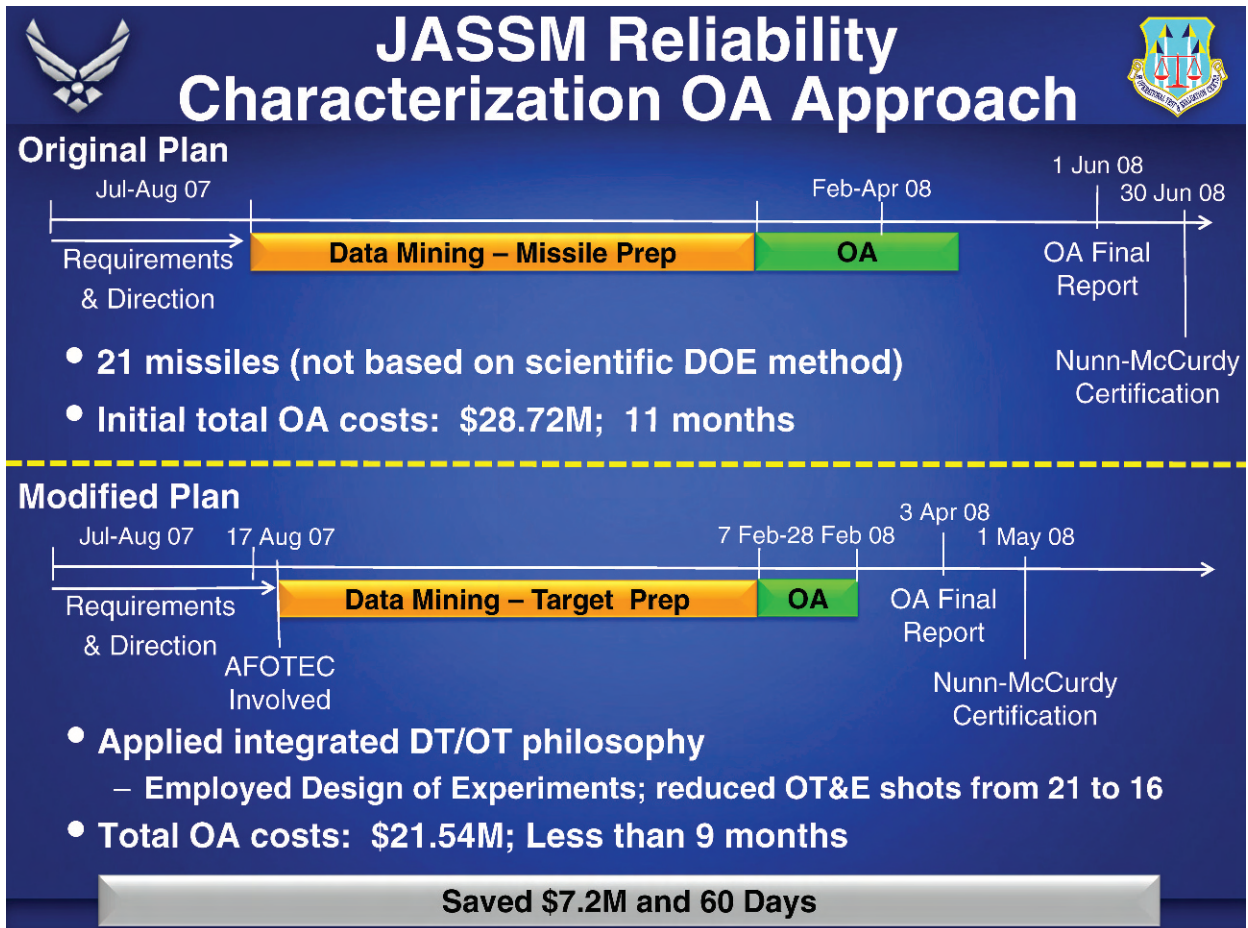 JASSM Reliability
Characterization OA Approach
Original Plan
Jul-Aug 07
Feb-Apr 08
1 Jun 08
30 Jun 08
Requirements
& Direction
Data Mining – Missile Prep
OA
OA Final
Report
Nunn-McCurdy
Certification
• 21 missiles (not based on scientific DOE method)
• Initial total OA costs: $28.72M; 11 months
Modified Plan
Jul-Aug 07
17 Aug 07
7 Feb-28 Feb 08
3 Apr 08
1 May 08
Requirements
& Direction
AFOTEC
Involved
Data Mining – Target Prep
OA
OA Final
Report
Nunn-McCurdy
Certification
• Applied integrated DT/OT philosophy
– Employed Design of Experiments; reduced OT&E shots from 21 to 16
• Total OA costs: $21.54M; Less than 9 months
Saved $7.2M and 60 Days